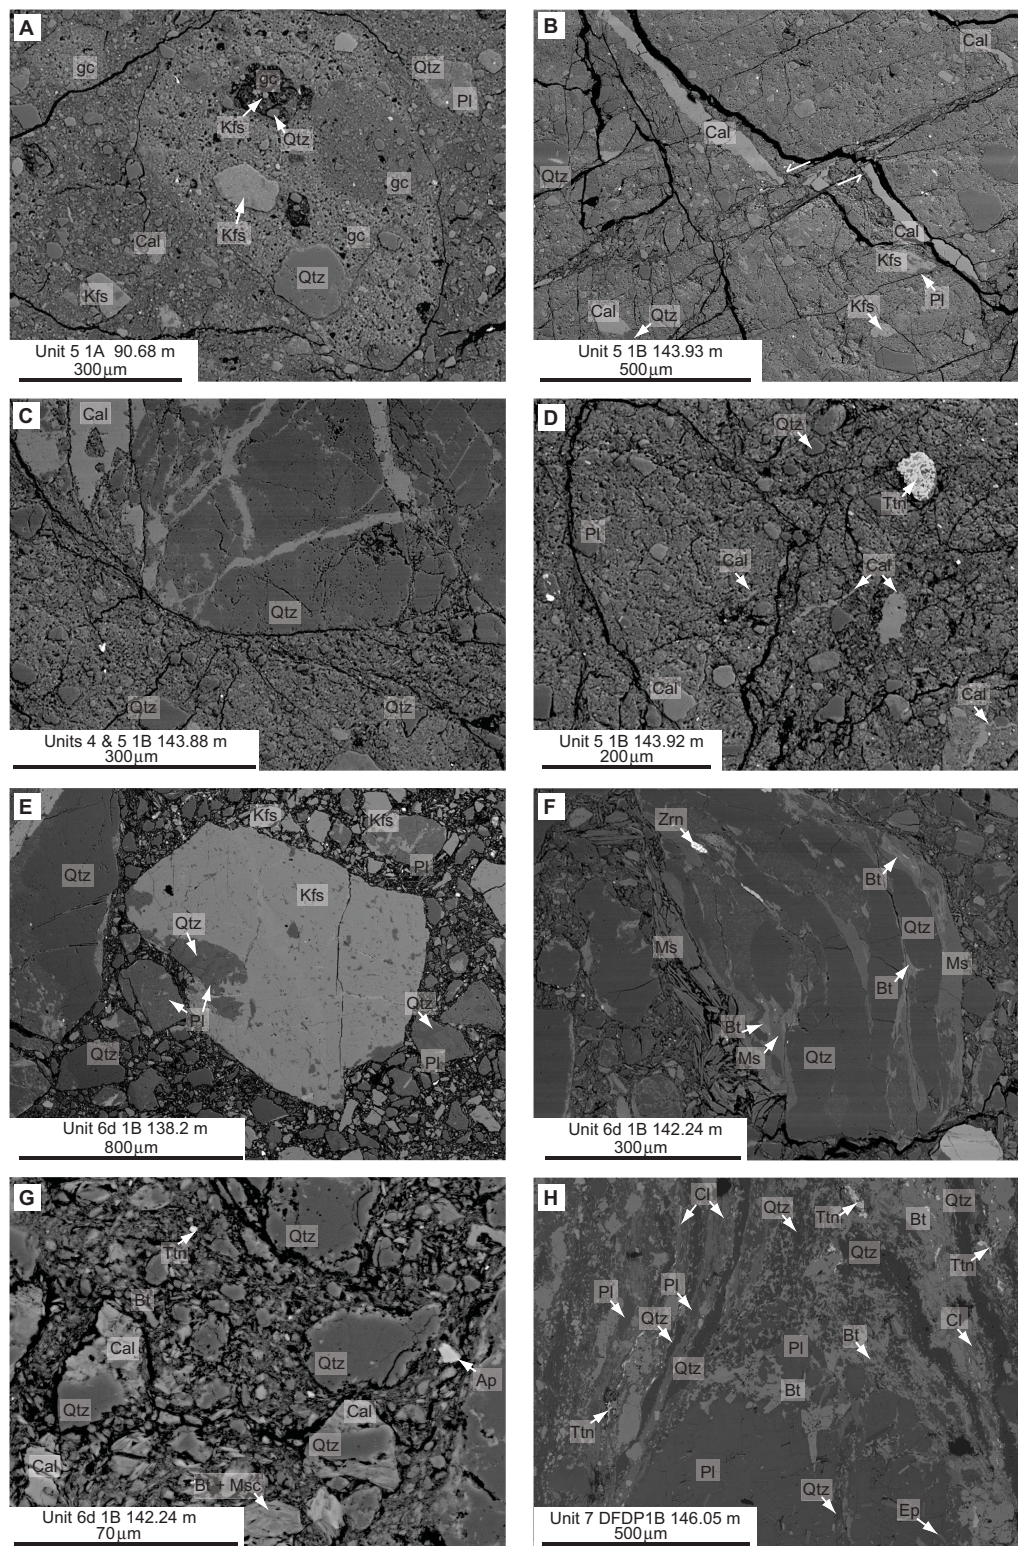 A
gc
gc
Qtz
Pl
Kfs
Qtz
gc
Kfs
gc
Cal
Qtz
Kfs
Unit 5 1A 90.68 m
300μm
B
Cal
Cal
Qtz
Cal
Kfs
Pl
Cal
Qtz
Kfs
Unit 5 1B 143.93 m
500μm
C
Cal
Qtz
Qtz
Qtz
Units 4 & 5 1B 143.88 m
300μm
D
Qtz
Ttn
Pl
Cal
Cal
Cal
Cal
Unit 5 1B 143.92 m
200μm
E
Kfs
Kfs
Pl
Qtz
Kfs
Qtz
Pl
Qtz
Qtz
Pl
Unit 6d 1B 138.2 m
800μm
F
Zrn
Bt
Qtz
Ms
Ms
Bt
Bt
Ms
Qtz
Unit 6d 1B 142.24 m
300μm
G
Qtz
Ttn
Bt
Cal
Qtz
Qtz
Ap
Cal
Qtz
Cal
Bt + Msc
Unit 6d 1B 142.24 m
70μm
H
Cl
Qtz
Ttn
Bt
Qtz
Qtz
Ttn
Pl
Pl
Qtz
Cl
Pl
Bt
Qtz
Bt
Ttn
Pl
Qtz
Ep
Unit 7 DFDP1B 146.05 m
500μm